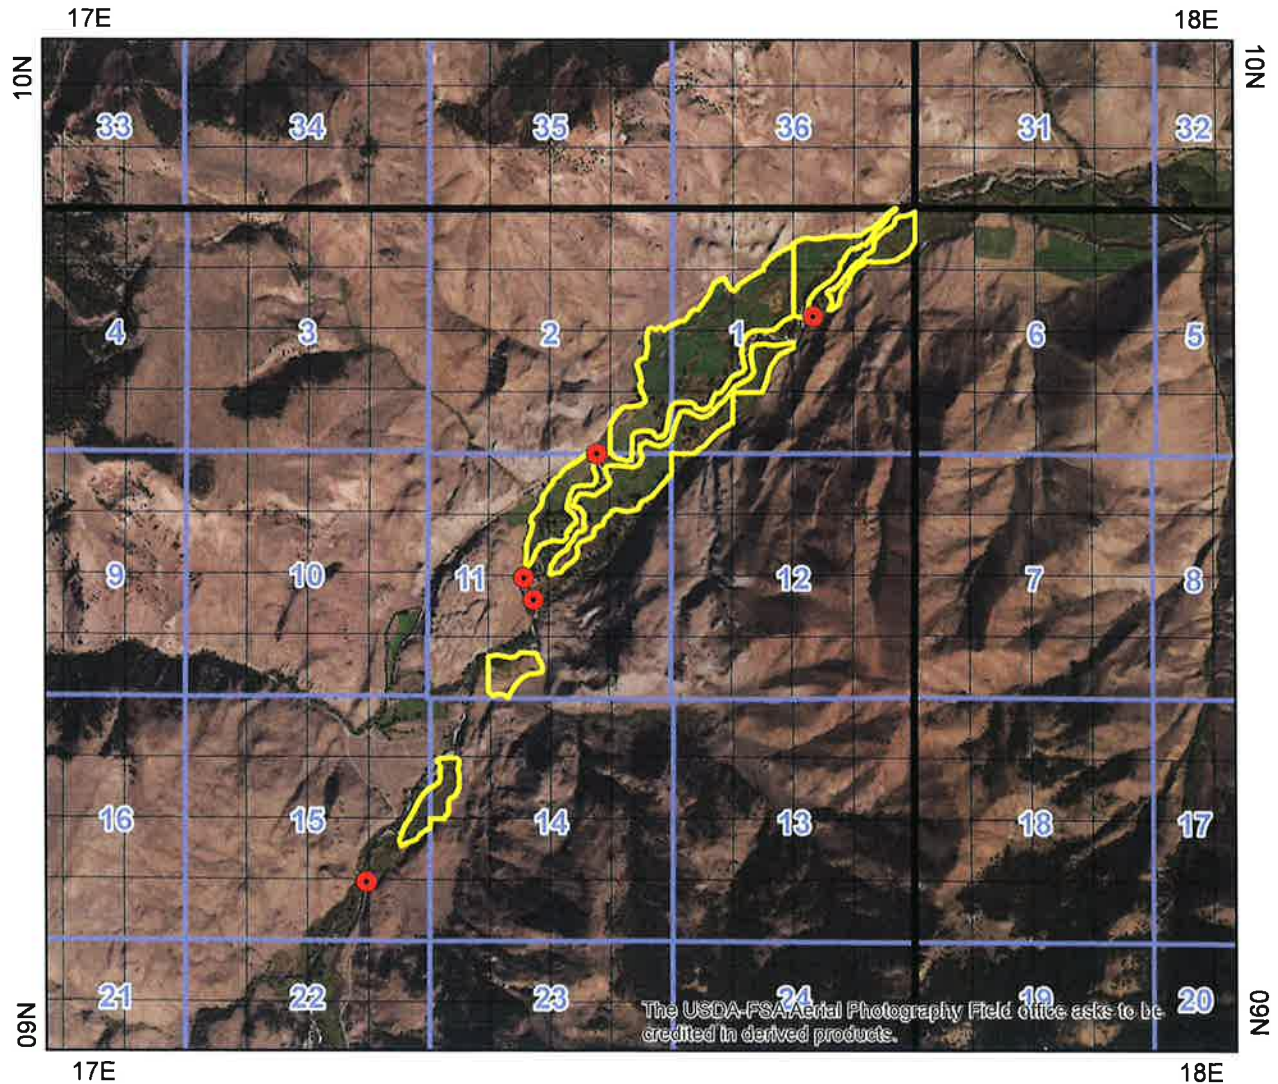 17E 18E
10N 10N
33 34 35 36 31 32
4 3 2 1 6 5
9 10 11 12 7 8
16 15 14 13 18 17
21 22 23 24 19 20
The USDA-FSA Aerial Photography Field office asks to be
credited in derived products.
09N 09N
17E 18E